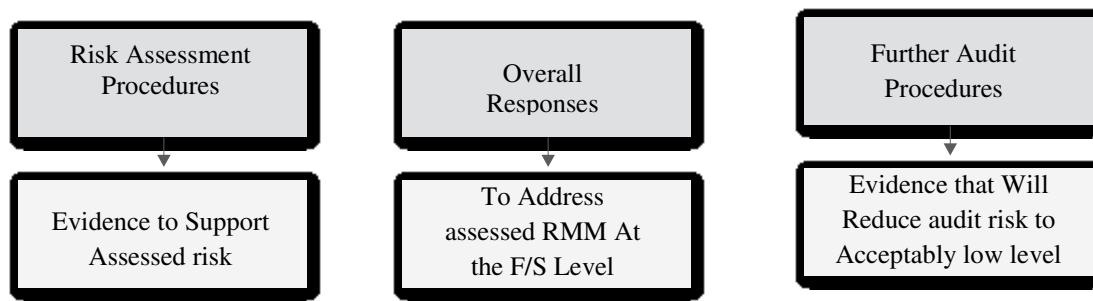 Risk Assessment
Procedures
Evidence to Support
Assessed risk
Overall
Responses
To Address
assessed RMM At
the F/S Level
Further Audit
Procedures
Evidence that Will
Reduce audit risk to
Acceptably low level